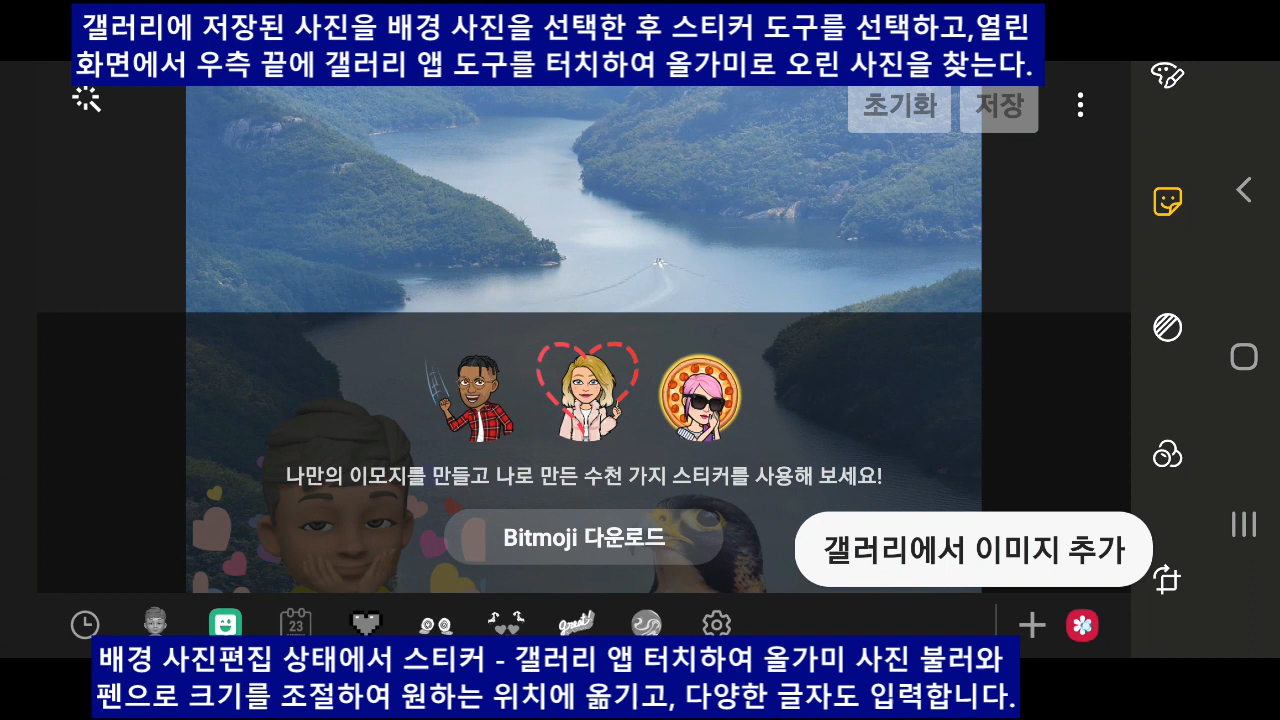 갤러리에 저장된 사진을 배경 사진을 선택한 후 스티커 도구를 선택하고,열린
화면에서 우측 끝에 갤러리 앱 도구를 터치하여 올가미로 오린 사진을 찾는다.
초기화 저장
나만의 이모지를 만들고 나로 만든 수천 가지 스티커를 사용해 보세요!
Bitmoji 다운로드
갤러리에서 이미지 추가
23
great!
배경 사진편집 상태에서 스티커 - 갤러리 앱 터치하여 올가미 사진 불러와
펜으로 크기를 조절하여 원하는 위치에 옮기고, 다양한 글자도 입력합니다.